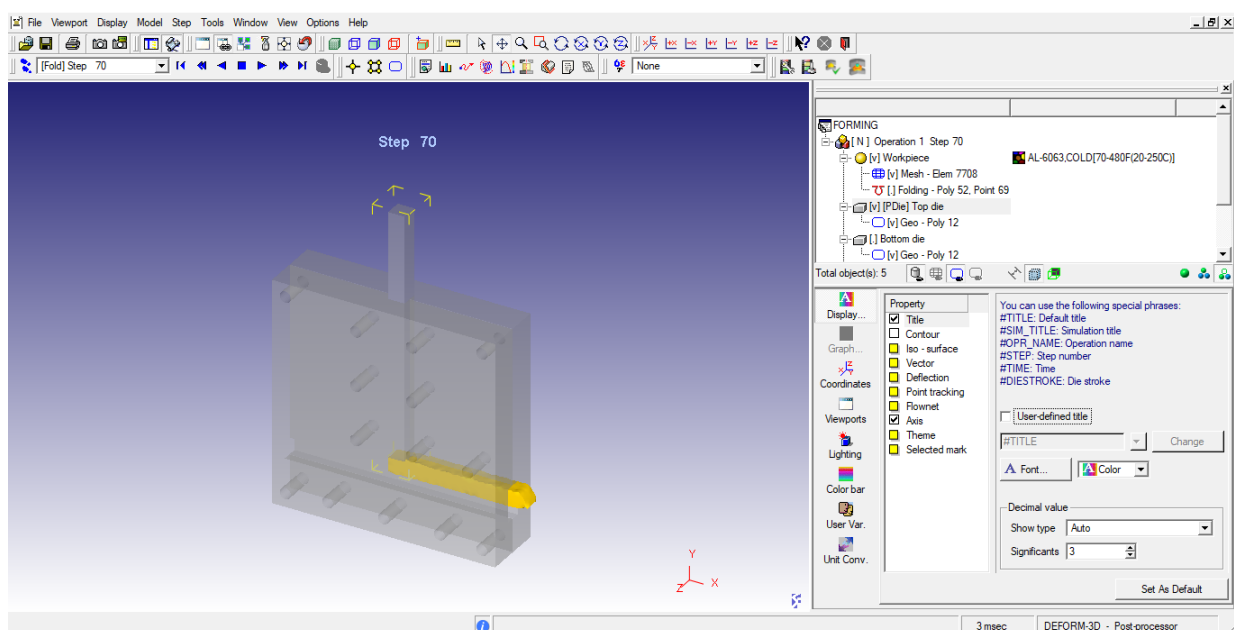 File Viewport Display Model Step Tools Window View Options Help
[Fold] Step 70
None
Step 70
Y
Z
X
FORMING
[ N ] Operation 1 Step 70
[v] Workpiece
AL-6063,COLD[70-480F(20-250C)]
[v] Mesh - Elem 7708
[.] Folding - Poly 52, Point 69
[v] [PDie] Top die
[v] Geo - Poly 12
[.] Bottom die
[v] Geo - Poly 12
Total object(s): 5
Display...
Graph...
Coordinates
Viewports
Lighting
Color bar
User Var.
Unit Conv.
Property
Title
Contour
Iso - surface
Vector
Deflection
Point tracking
Flownet
Axis
Theme
Selected mark
You can use the following special phrases:
#TITLE: Default title
#SIM_TITLE: Simulation title
#OPR_NAME: Operation name
#STEP: Step number
#TIME: Time
#DIESTROKE: Die stroke
User-defined title
#TITLE
Change
A Font...
A Color
Decimal value
Show type Auto
Significants 3
Set As Default
3 msec
DEFORM-3D - Post-processor